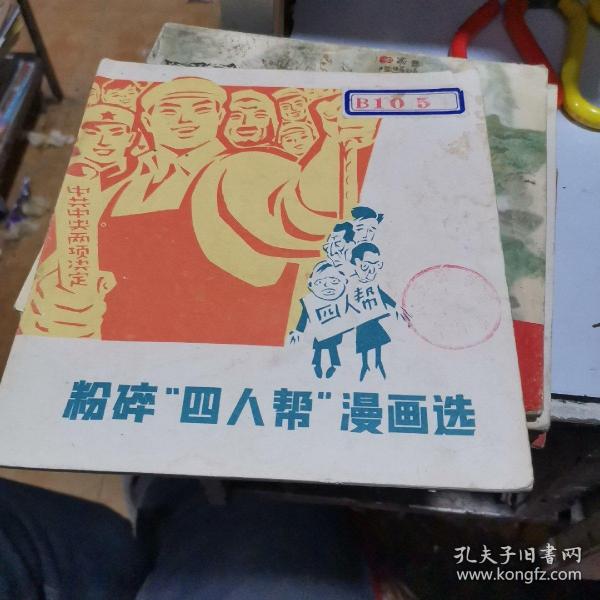 B10 5
中共中央两项决定
四人帮
粉碎“四人帮”漫画选
孔夫子旧书网
www.kongfz.com